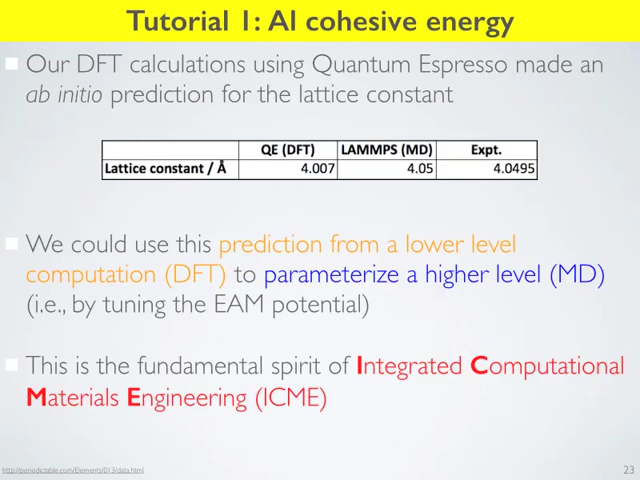 Tutorial 1: Al cohesive energy
Our DFT calculations using Quantum Espresso made an
ab initio prediction for the lattice constant
QE (DFT) LAMMPS (MD) Expt.
Lattice constant / Å 4.007 4.05 4.0495
We could use this prediction from a lower level
computation (DFT) to parameterize a higher level (MD)
(i.e., by tuning the EAM potential)
This is the fundamental spirit of Integrated Computational
Materials Engineering (ICME)
http://periodictable.com/Elements/013/data.html
23